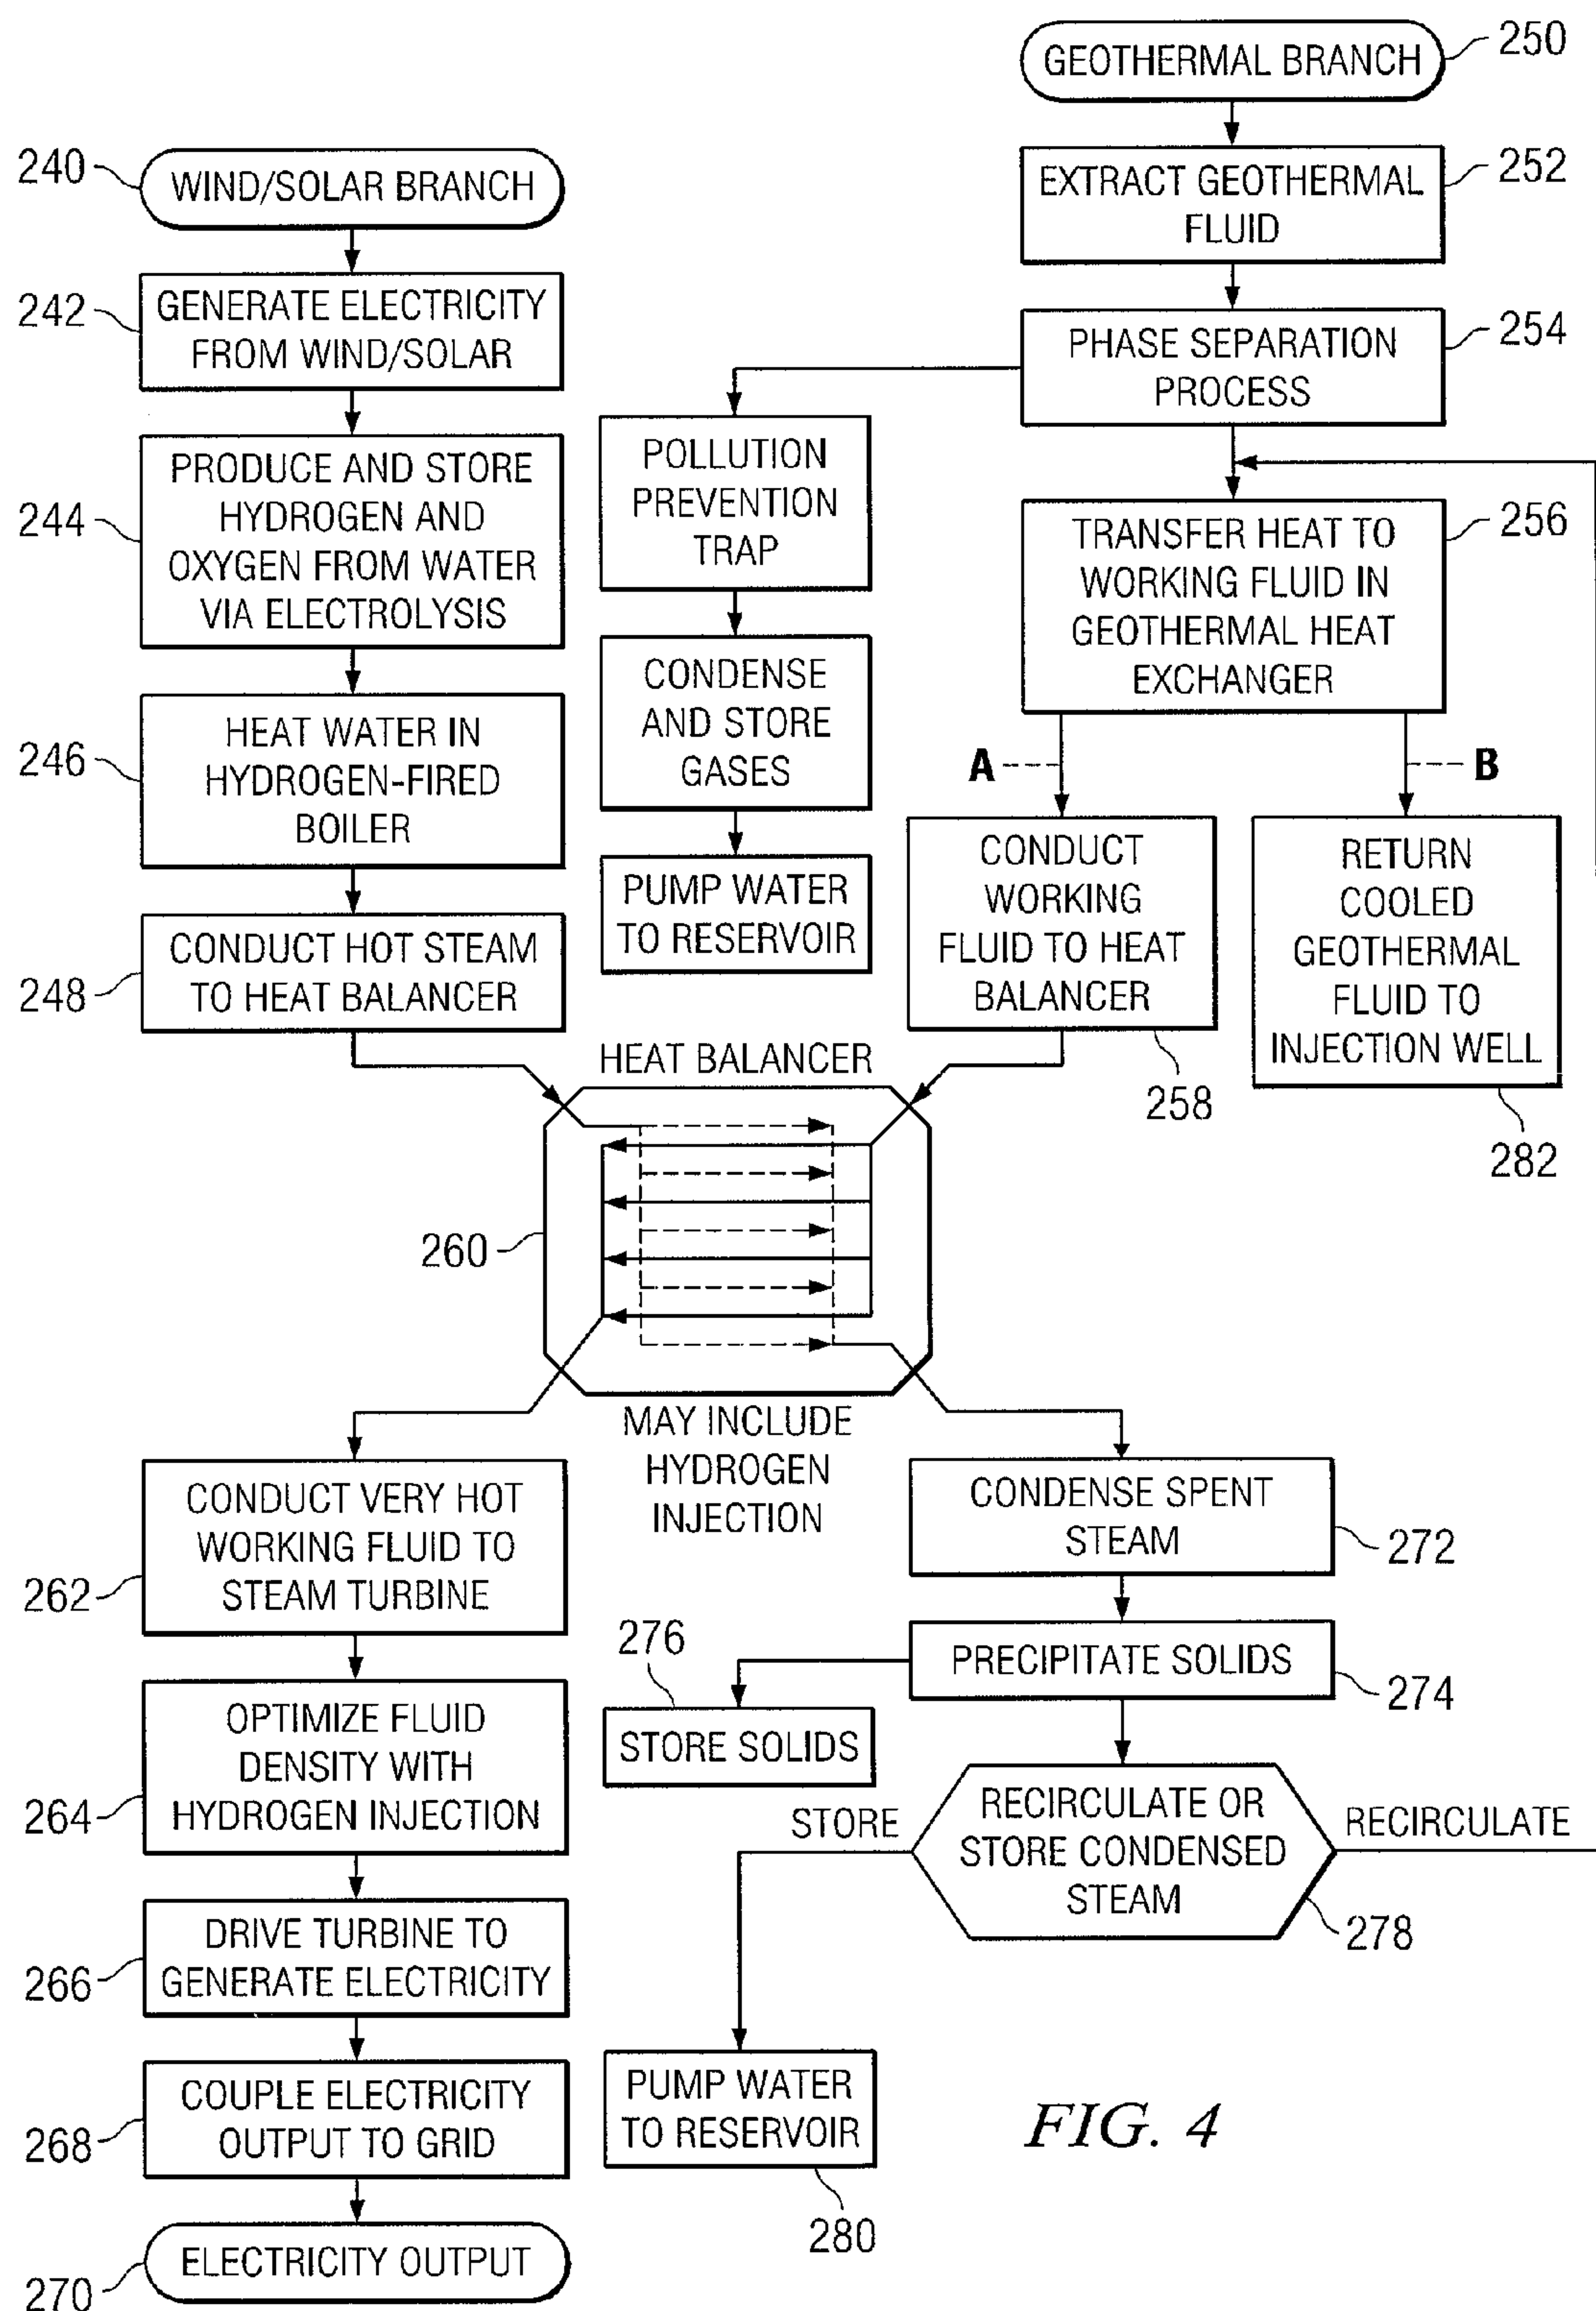 240
WIND/SOLAR BRANCH
242
GENERATE ELECTRICITY
FROM WIND/SOLAR
244
PRODUCE AND STORE
HYDROGEN AND
OXYGEN FROM WATER
VIA ELECTROLYSIS
246
HEAT WATER IN
HYDROGEN-FIRED
BOILER
248
CONDUCT HOT STEAM
TO HEAT BALANCER
GEOTHERMAL BRANCH
250
EXTRACT GEOTHERMAL
FLUID
252
PHASE SEPARATION
PROCESS
254
POLLUTION
PREVENTION
TRAP
CONDENSE
AND STORE
GASES
PUMP WATER
TO RESERVOIR
TRANSFER HEAT TO
WORKING FLUID IN
GEOTHERMAL HEAT
EXCHANGER
256
A
B
CONDUCT
WORKING
FLUID TO HEAT
BALANCER
258
RETURN
COOLED
GEOTHERMAL
FLUID TO
INJECTION WELL
282
HEAT BALANCER
260
MAY INCLUDE
HYDROGEN
INJECTION
262
CONDUCT VERY HOT
WORKING FLUID TO
STEAM TURBINE
264
OPTIMIZE FLUID
DENSITY WITH
HYDROGEN INJECTION
266
DRIVE TURBINE TO
GENERATE ELECTRICITY
268
COUPLE ELECTRICITY
OUTPUT TO GRID
270
ELECTRICITY OUTPUT
CONDENSE SPENT
STEAM
272
PRECIPITATE SOLIDS
274
276
STORE SOLIDS
STORE
RECIRCULATE OR
STORE CONDENSED
STEAM
RECIRCULATE
278
PUMP WATER
TO RESERVOIR
280
FIG. 4